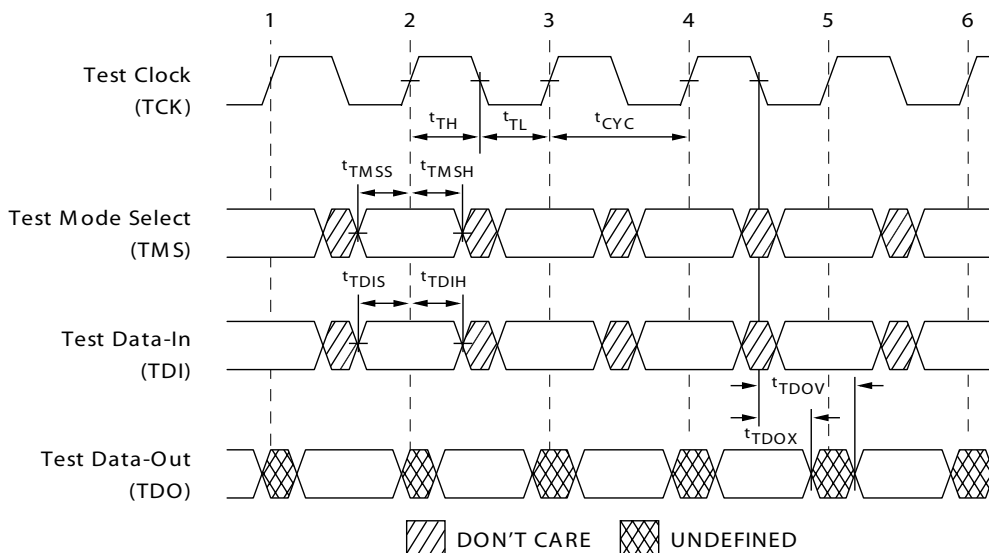 1 2 3 4 5 6
Test Clock
(TCK)
tTH tTL tCYC
tTMSS tTMSH
Test Mode Select
(TMS)
tTDIS tTDIH
Test Data-In
(TDI)
tTDOV
tTDOX
Test Data-Out
(TDO)
DON'T CARE UNDEFINED